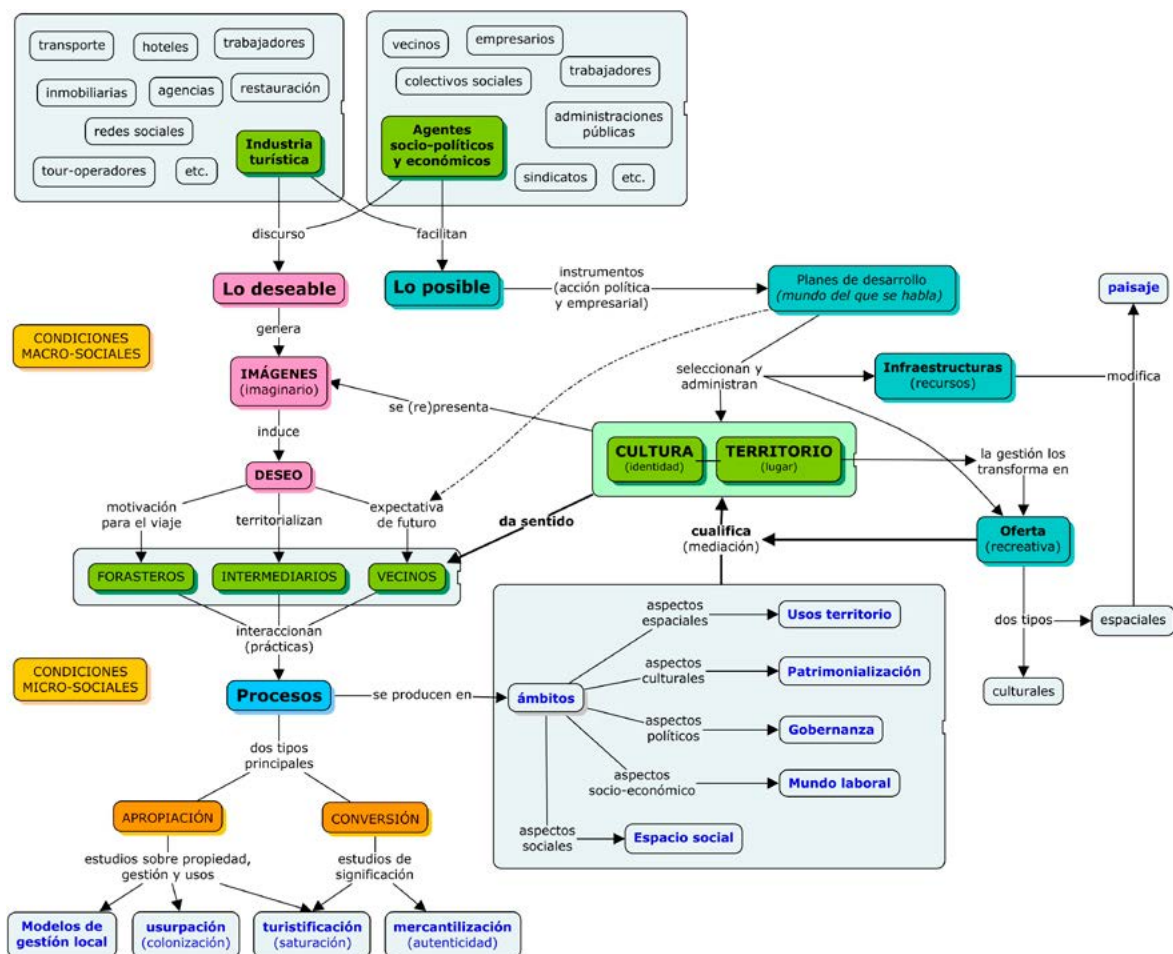 transporte
hoteles
trabajadores
inmobiliarias
agencias
restauración
redes sociales
Industria
turística
tour-operadores
etc.
vecinos
empresarios
colectivos sociales
trabajadores
Agentes
socio-políticos
y económicos
administraciones
públicas
sindicatos
etc.
discurso
facilitan
Lo deseable
Lo posible
instrumentos
(acción política
y empresarial)
Planes de desarrollo
(mundo del que se habla)
paisaje
CONDICIONES
MACRO-SOCIALES
genera
IMÁGENES
(imaginario)
seleccionan y
administran
Infraestructuras
(recursos)
modifica
se (re)presenta
induce
CULTURA
(identidad)
TERRITORIO
(lugar)
la gestión los
transforma en
DESEO
motivación
para el viaje
territorializan
expectativa
de futuro
da sentido
cualifica
(mediación)
Oferta
(recreativa)
FORASTEROS
INTERMEDIARIOS
VECINOS
interaccionan
(prácticas)
dos tipos
espaciales
culturales
CONDICIONES
MICRO-SOCIALES
Procesos
se producen en
ámbitos
aspectos
espaciales
Usos territorio
aspectos
culturales
Patrimonialización
aspectos
políticos
Gobernanza
aspectos
socio-económico
Mundo laboral
aspectos
sociales
Espacio social
dos tipos
principales
APROPIACIÓN
CONVERSIÓN
estudios sobre propiedad,
gestión y usos
estudios de
significación
Modelos de
gestión local
usurpación
(colonización)
turistificación
(saturación)
mercantilización
(autenticidad)